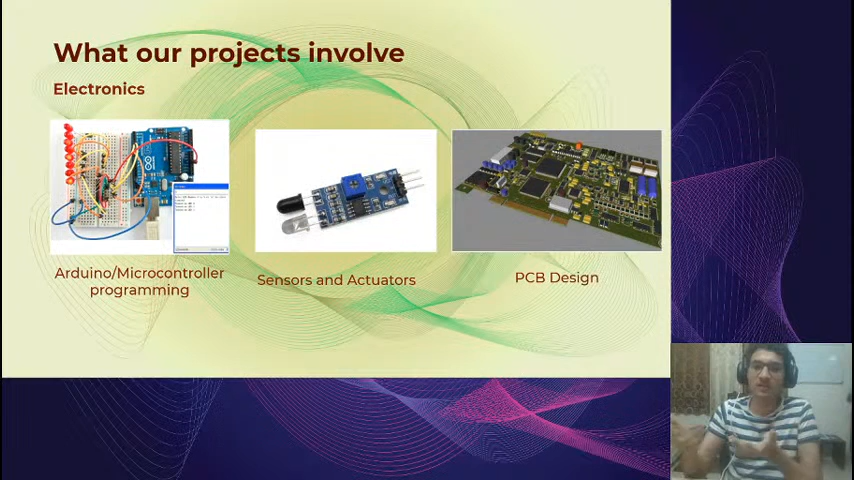 What our projects involve
Electronics
Arduino/Microcontroller
programming
Sensors and Actuators
PCB Design